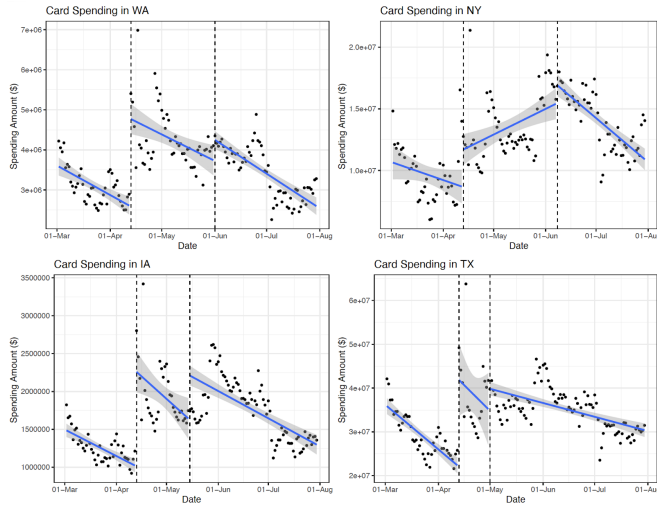 Card Spending in WA
Spending Amount ($)
7e+06
6e+06
5e+06
4e+06
3e+06
01-Mar 01-Apr 01-May 01-Jun 01-Jul 01-Aug
Date
Card Spending in NY
Spending Amount ($)
2.0e+07
1.5e+07
1.0e+07
01-Mar 01-Apr 01-May 01-Jun 01-Jul 01-Aug
Date
Card Spending in IA
Spending Amount ($)
3500000
3000000
2500000
2000000
1500000
1000000
01-Mar 01-Apr 01-May 01-Jun 01-Jul 01-Aug
Date
Card Spending in TX
Spending Amount ($)
6e+07
5e+07
4e+07
3e+07
2e+07
01-Mar 01-Apr 01-May 01-Jun 01-Jul 01-Aug
Date